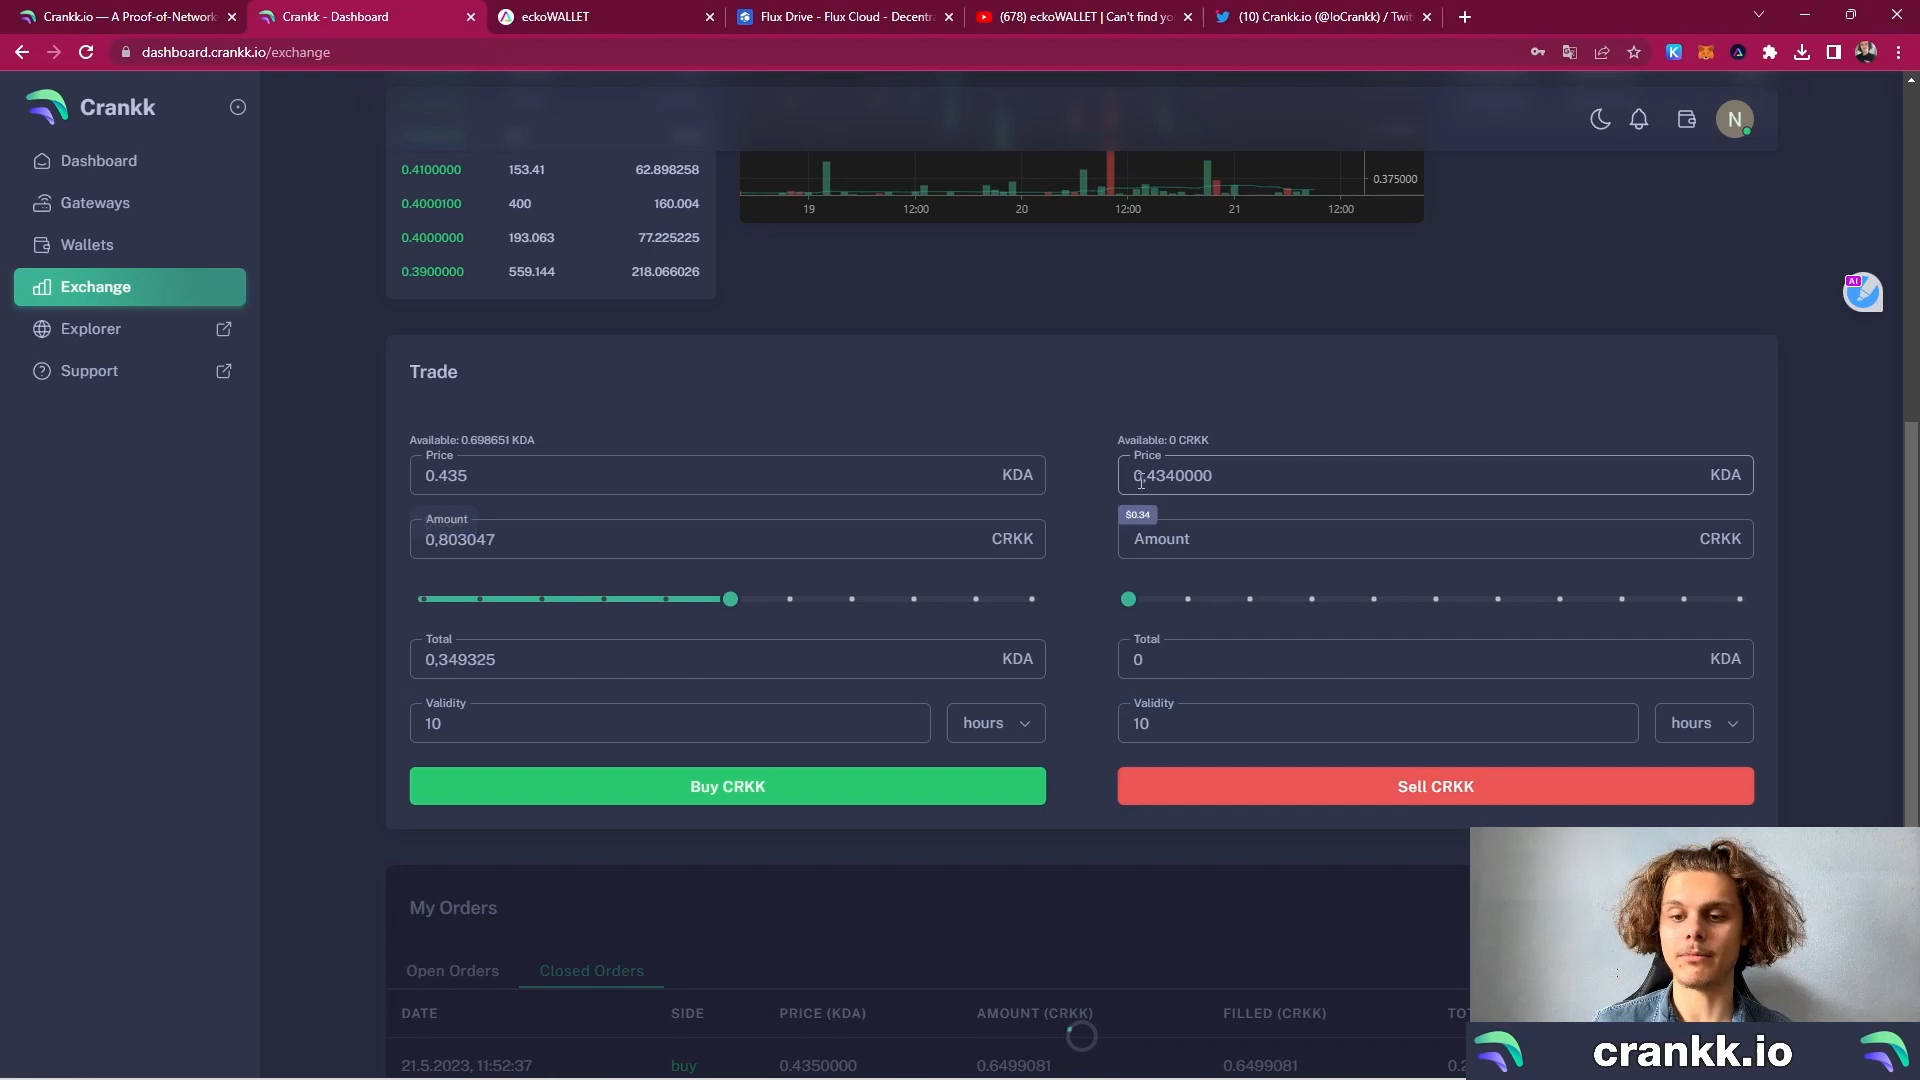 Crankk.io — A Proof-of-Network
Crankk - Dashboard
eckoWALLET
Flux Drive - Flux Cloud - Decentra
(678) eckoWALLET | Can't find yo
(10) Crankk.io (@IoCrankk) / Twit
dashboard.crankk.io/exchange
Crankk
Dashboard
Gateways
Wallets
Exchange
Explorer
Support
N
AI
0.4100000 153.41 62.898258
0.4000100 400 160.004
0.4000000 193.063 77.225225
0.3900000 559.144 218.066026
0.375000
19 12:00 20 12:00 21 12:00
Trade
Available: 0.698651 KDA
Price
0.435 KDA
Amount
0,803047 CRKK
Total
0,349325 KDA
Validity
10 hours
Buy CRKK
Available: 0 CRKK
Price
0,4340000 KDA
$0.34
Amount CRKK
Total
0 KDA
Validity
10 hours
Sell CRKK
My Orders
Open Orders Closed Orders
DATE SIDE PRICE (KDA) AMOUNT (CRKK) FILLED (CRKK)
21.5.2023, 11:52:37 buy 0.4350000 0.6499081 0.6499081
crankk.io